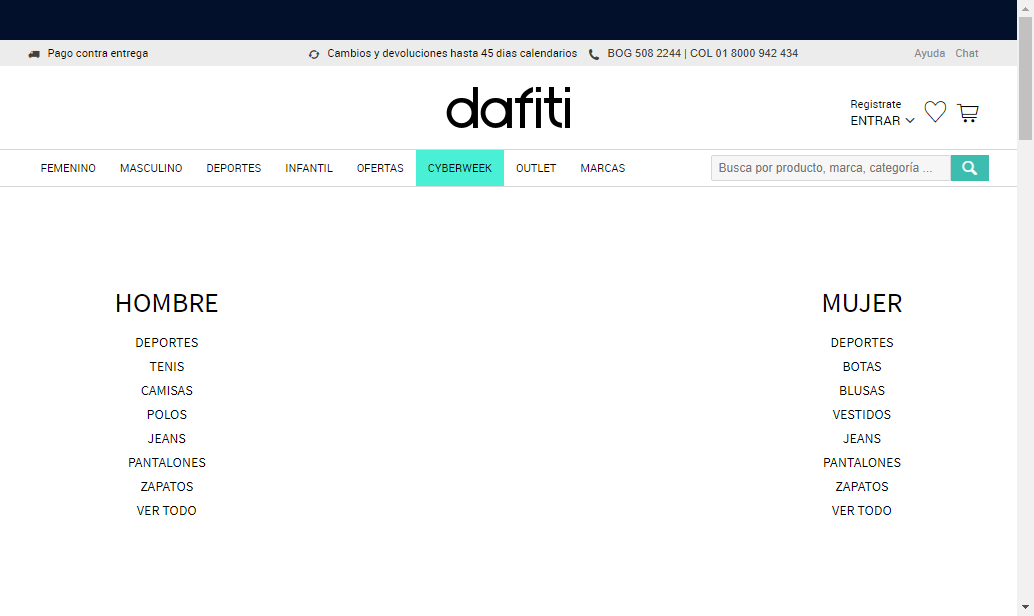 Pago contra entrega
Cambios y devoluciones hasta 45 dias calendarios
BOG 508 2244 | COL 01 8000 942 434
Ayuda
Chat
dafiti
Registrate
ENTRAR
FEMENINO
MASCULINO
DEPORTES
INFANTIL
OFERTAS
CYBERWEEK
OUTLET
MARCAS
Busca por producto, marca, categoría ...
HOMBRE
DEPORTES
TENIS
CAMISAS
POLOS
JEANS
PANTALONES
ZAPATOS
VER TODO
MUJER
DEPORTES
BOTAS
BLUSAS
VESTIDOS
JEANS
PANTALONES
ZAPATOS
VER TODO